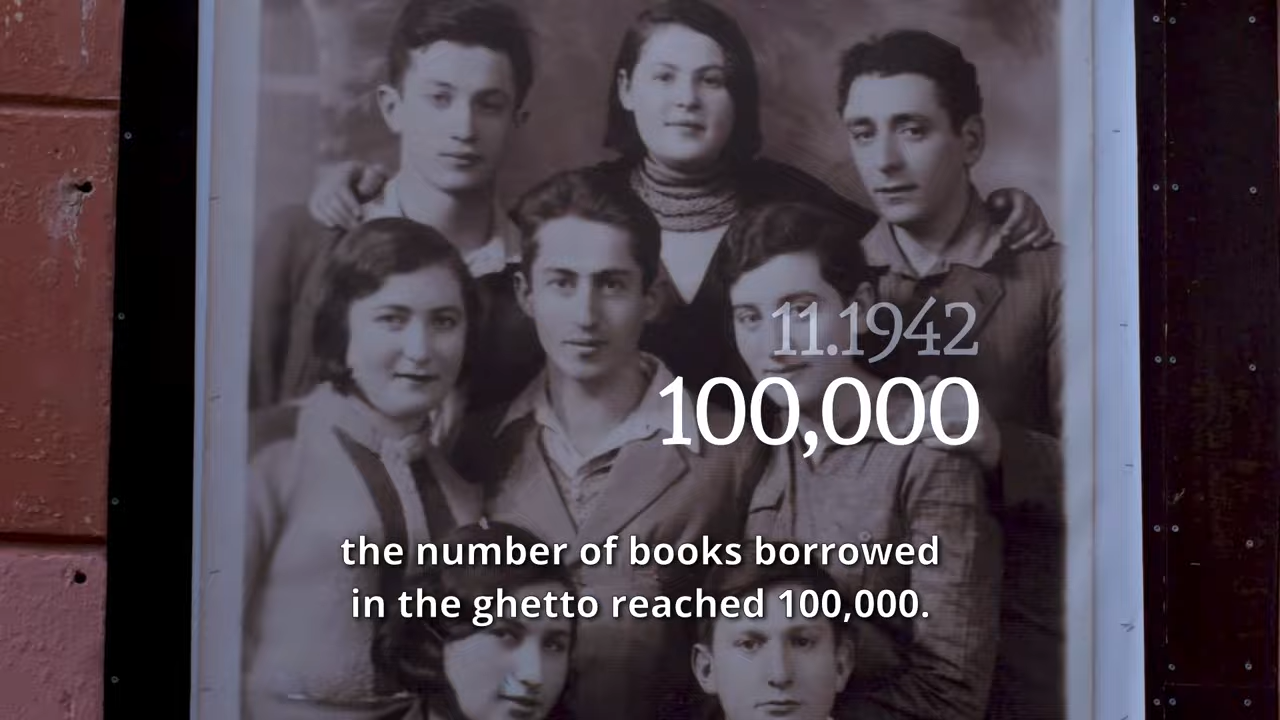 11.1942
100,000
the number of books borrowed
in the ghetto reached 100,000.